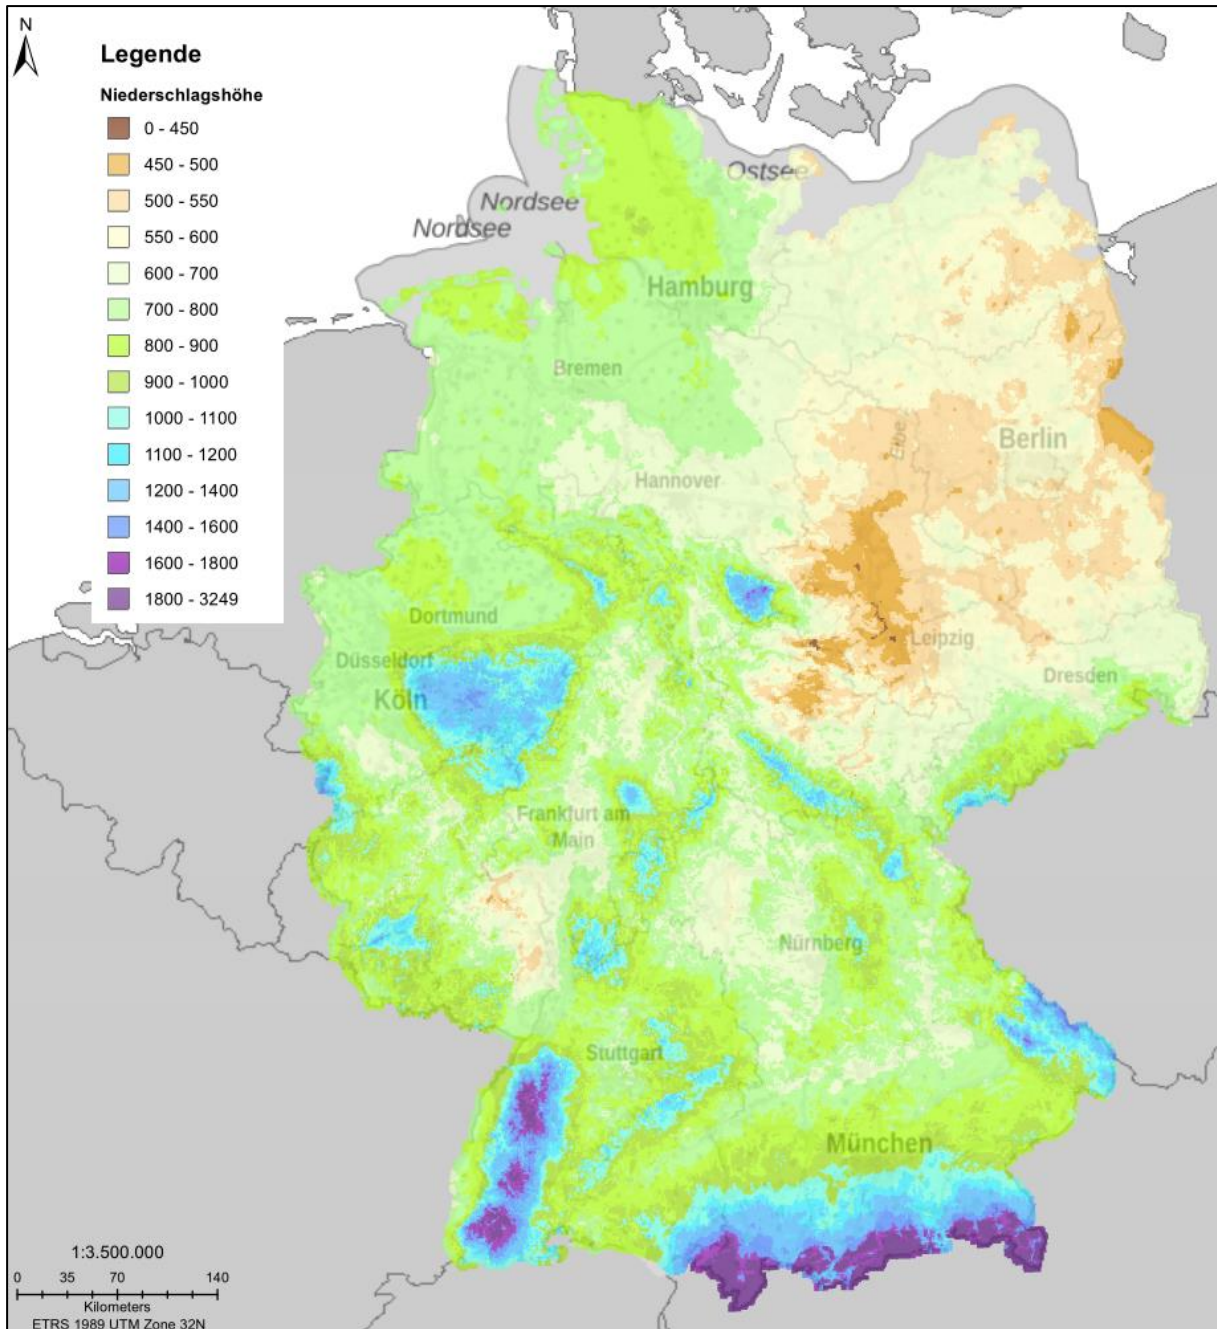 N
Legende
Niederschlagshöhe
0 - 450
450 - 500
500 - 550
550 - 600
600 - 700
700 - 800
800 - 900
900 - 1000
1000 - 1100
1100 - 1200
1200 - 1400
1400 - 1600
1600 - 1800
1800 - 3249
Ostsee
Nordsee
Nordsee
Hamburg
Bremen
Elbe
Berlin
Hannover
Dortmund
Leipzig
Düsseldorf
Dresden
Köln
Frankfurt am
Main
Nürnberg
Stuttgart
München
1:3.500.000
0 35 70 140
Kilometers
ETRS 1989 UTM Zone 32N